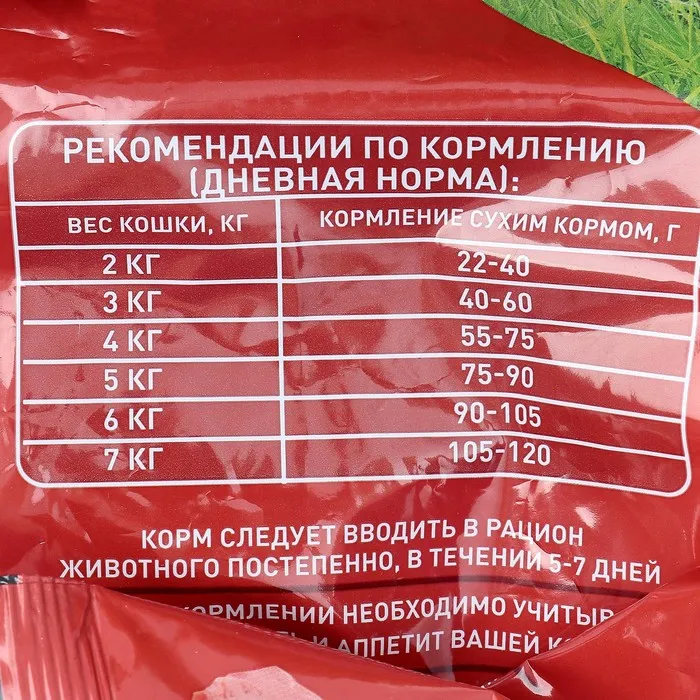 РЕКОМЕНДАЦИИ ПО КОРМЛЕНИЮ
(ДНЕВНАЯ НОРМА):
ВЕС КОШКИ, КГ КОРМЛЕНИЕ СУХИМ КОРМОМ, Г
2 КГ 22-40
3 КГ 40-60
4 КГ 55-75
5 КГ 75-90
6 КГ 90-105
7 КГ 105-120
КОРМ СЛЕДУЕТ ВВОДИТЬ В РАЦИОН
ЖИВОТНОГО ПОСТЕПЕННО, В ТЕЧЕНИЙ 5-7 ДНЕЙ
КОРМЛЕНИИ НЕОБХОДИМО
И АППЕТИТ ВАШЕЙ